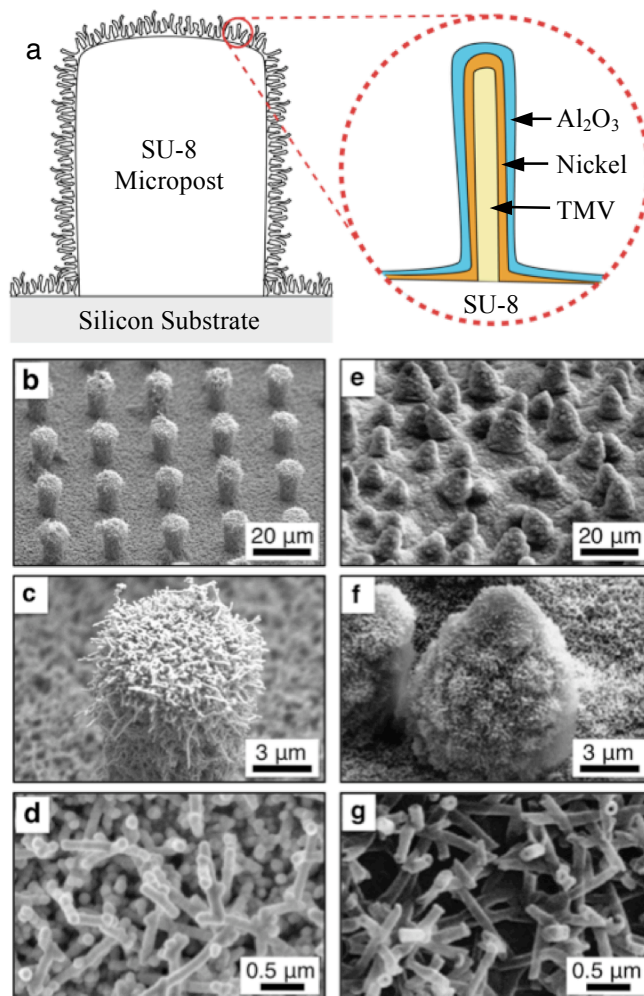 a
SU-8
Micropost
Silicon Substrate
Al₂O₃
Nickel
TMV
SU-8
b
20 µm
e
20 µm
c
3 µm
f
3 µm
d
0.5 µm
g
0.5 µm